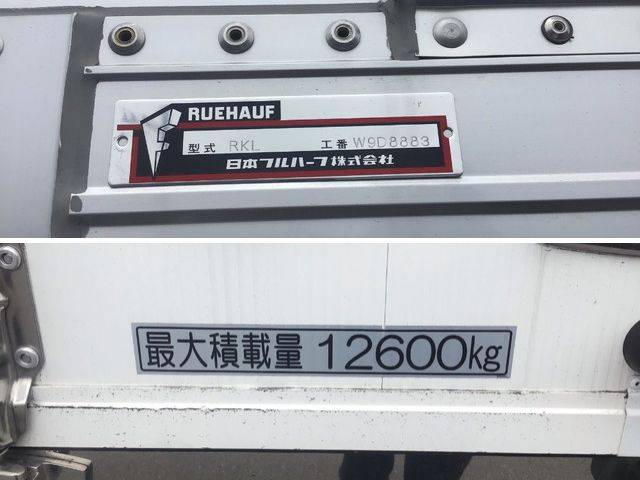 RUEHAUF
型式 RKL 工番 W9D8883
日本フルハーフ株式会社
最大積載量 12600kg